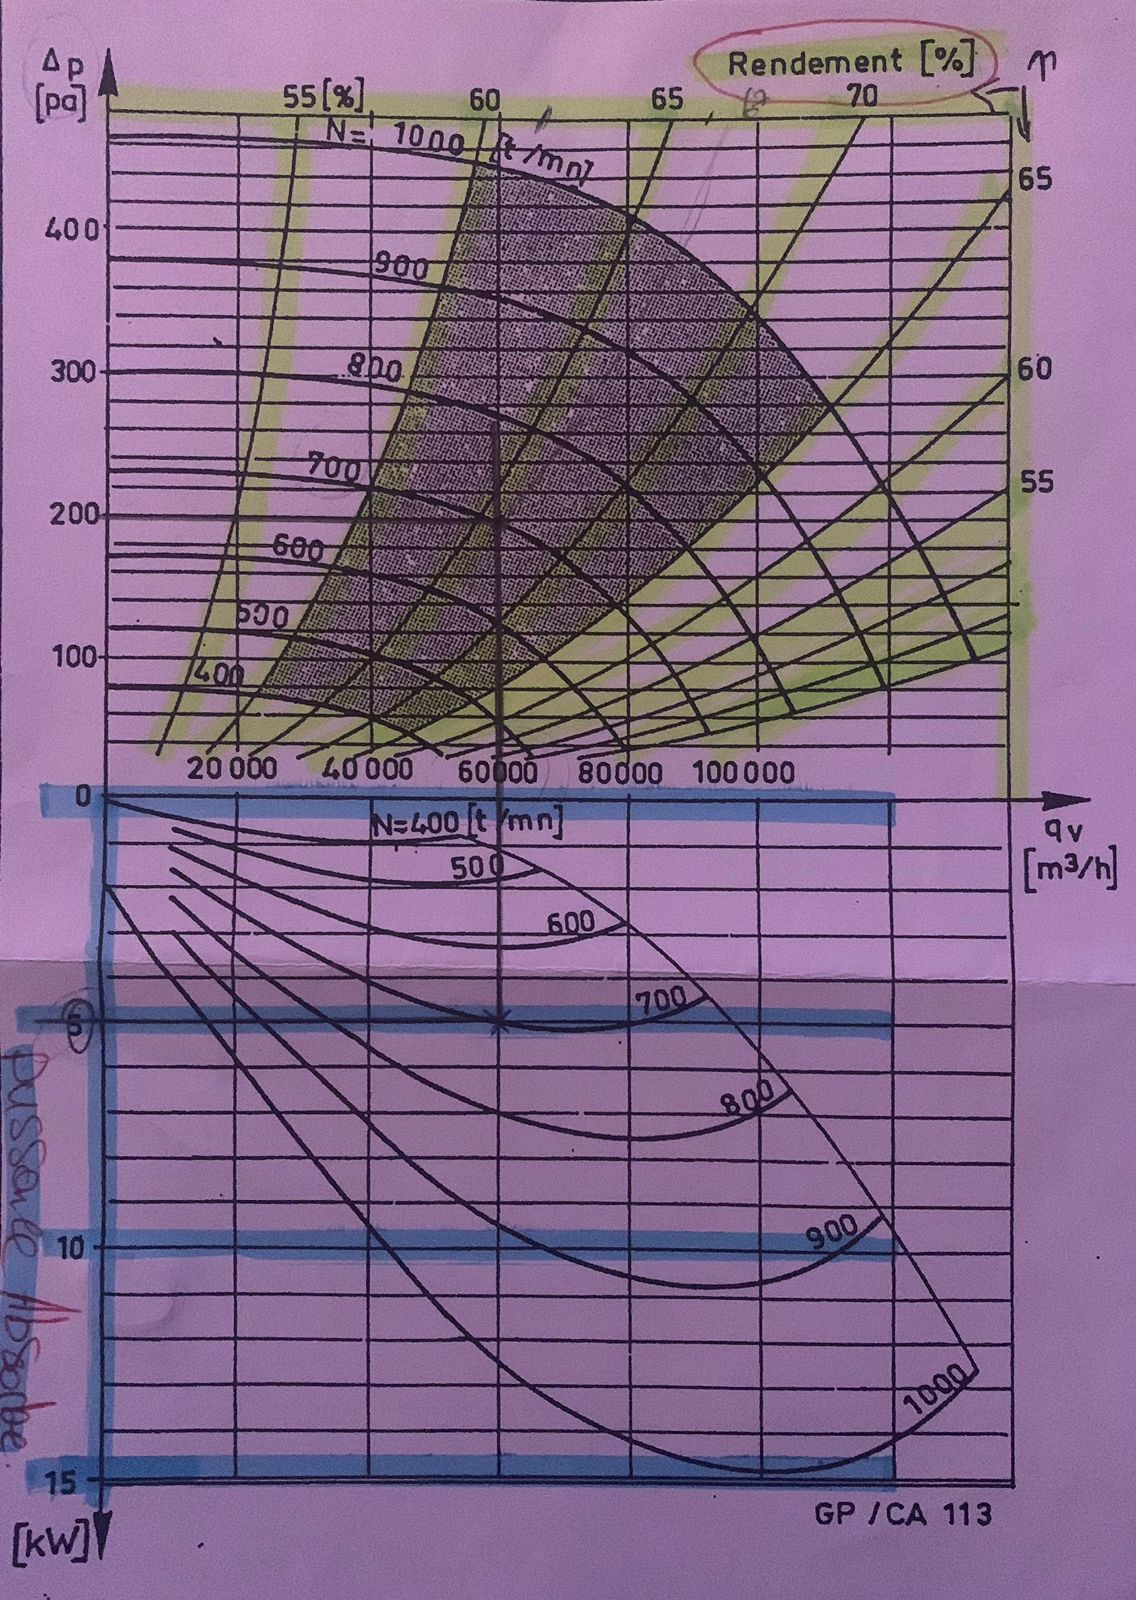 Δp Rendement [%] η
[pa] 55[%] 60 65 69 70
N= 1000 [t/mn]
65
400
900
60
300 800
55
700
200
600
500
100
400
20 000 40 000 60000 80000 100 000
0
N=400 [t/mn] qv
500 [m³/h]
600
700
5
800
900
10
1000
15
GP/CA 113
[kW]
puissance Absorbe